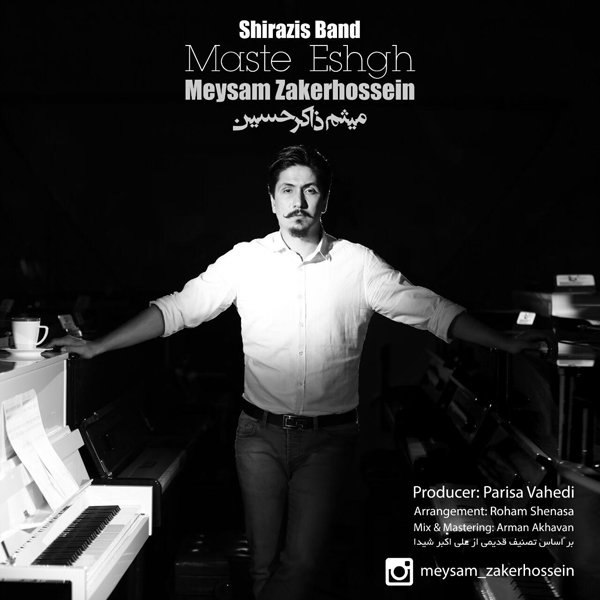 Shirazis Band
Maste Eshgh
Meysam Zakerhossein
میثم ذاکرحسین
Producer: Parisa Vahedi
Arrangement: Roham Shenasa
Mix & Mastering: Arman Akhavan
بر اساس تصنیف قدیمی از علی اکبر شیدا
meysam_zakerhossein